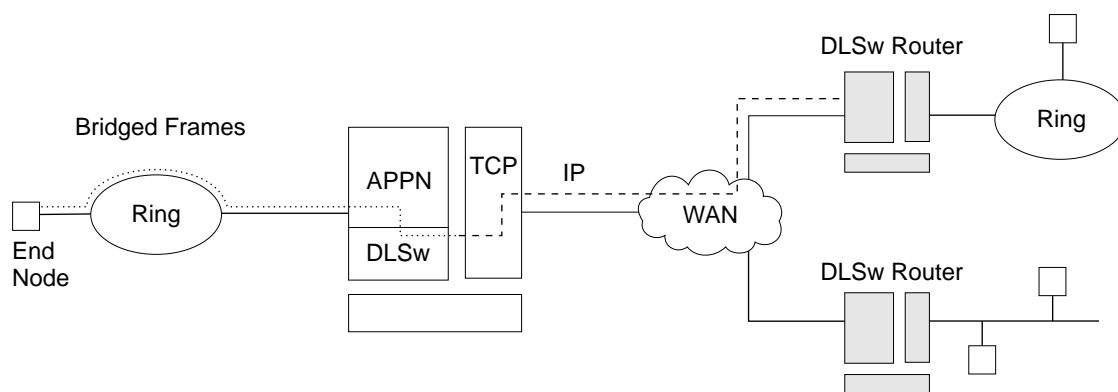 DLSw Router
Bridged Frames
Ring
APPN
TCP
IP
Ring
WAN
DLSw
End
Node
DLSw Router